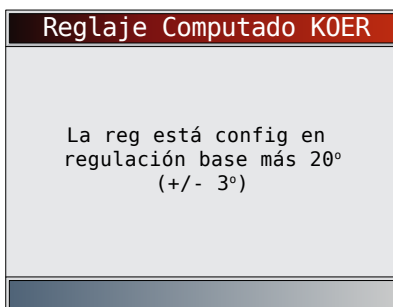 Reglaje Computado KOER
La reg está config en
regulación base más 20º
(+/- 3º)